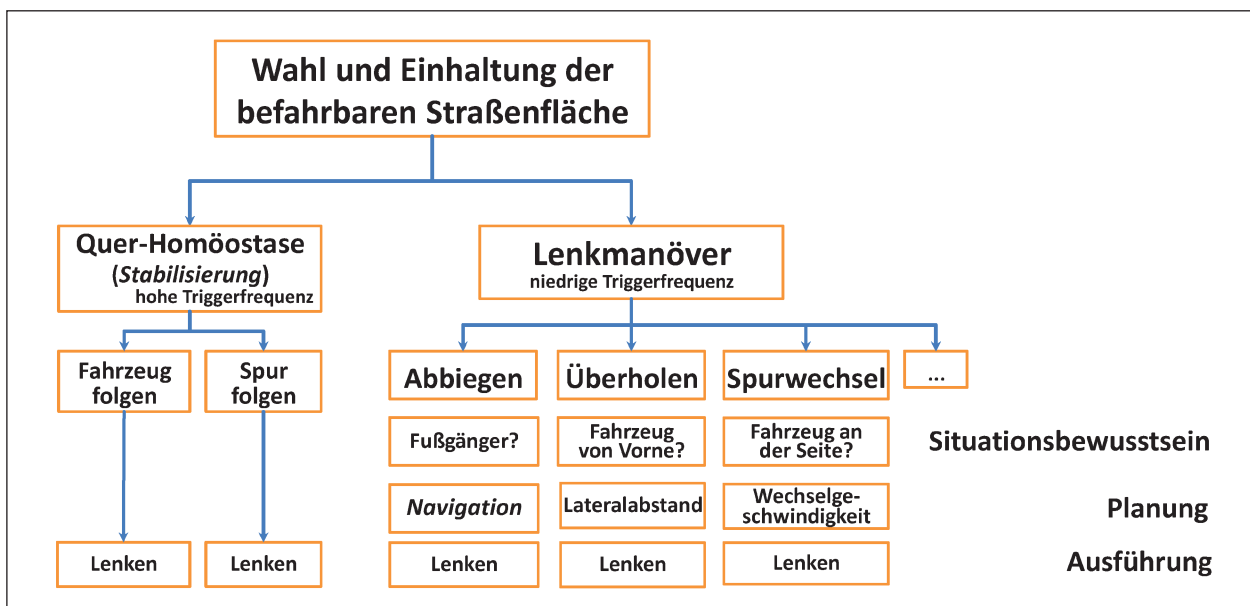 Wahl und Einhaltung der
befahrbaren Straßenfläche
Quer-Homöostase
(Stabilisierung)
hohe Triggerfrequenz
Lenkmanöver
niedrige Triggerfrequenz
Fahrzeug
folgen
Spur
folgen
Abbiegen
Überholen
Spurwechsel
...
Fußgänger?
Fahrzeug
von Vorne?
Fahrzeug an
der Seite?
Situationsbewusstsein
Navigation
Lateralabstand
Wechselge-
schwindigkeit
Planung
Lenken
Lenken
Lenken
Lenken
Lenken
Ausführung